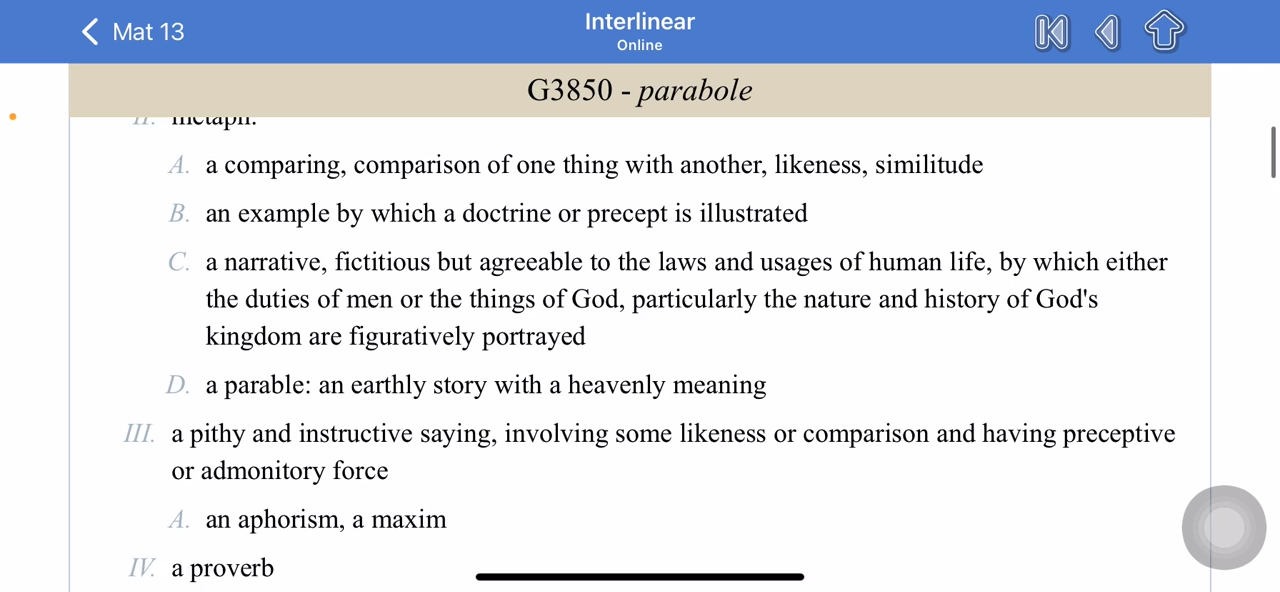 Mat 13
Interlinear
Online
G3850 - parabole
II. metaph.
A. a comparing, comparison of one thing with another, likeness, similitude
B. an example by which a doctrine or precept is illustrated
C. a narrative, fictitious but agreeable to the laws and usages of human life, by which either
the duties of men or the things of God, particularly the nature and history of God's
kingdom are figuratively portrayed
D. a parable: an earthly story with a heavenly meaning
III. a pithy and instructive saying, involving some likeness or comparison and having preceptive
or admonitory force
A. an aphorism, a maxim
IV. a proverb